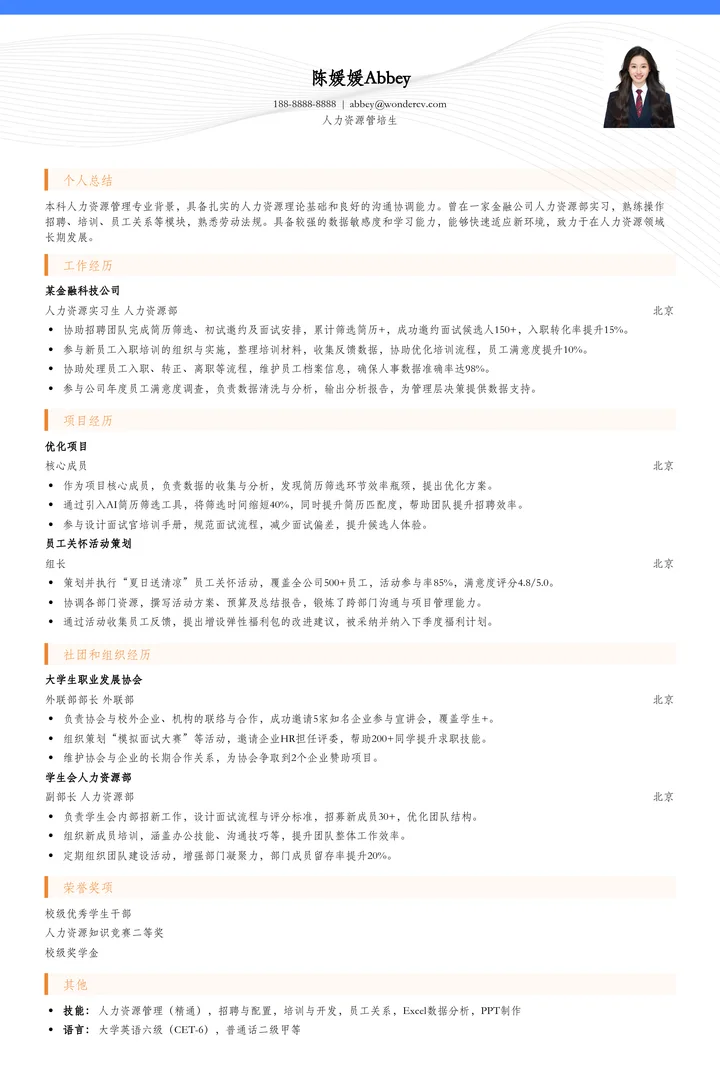 陈媛媛Abbey
188-8888-8888 | abbey@wondercv.com
人力资源管培生
个人总结
本科人力资源管理专业背景，具备扎实的人力资源理论基础和良好的沟通协调能力。曾在一家金融公司人力资源部实习，熟练操作
招聘、培训、员工关系等模块，熟悉劳动法规。具备较强的数据敏感度和学习能力，能够快速适应新环境，致力于在人力资源领域
长期发展。
工作经历
某金融科技公司
人力资源实习生 人力资源部 北京
• 协助招聘团队完成简历筛选、初试邀约及面试安排，累计筛选简历+，成功邀约面试候选人150+，入职转化率提升15%。
• 参与新员工入职培训的组织与实施，整理培训材料，收集反馈数据，协助优化培训流程，员工满意度提升10%。
• 协助处理员工入职、转正、离职等流程，维护员工档案信息，确保人事数据准确率达98%。
• 参与公司年度员工满意度调查，负责数据清洗与分析，输出分析报告，为管理层决策提供数据支持。
项目经历
优化项目
核心成员 北京
• 作为项目核心成员，负责数据的收集与分析，发现简历筛选环节效率瓶颈，提出优化方案。
• 通过引入AI简历筛选工具，将筛选时间缩短40%，同时提升简历匹配度，帮助团队提升招聘效率。
• 参与设计面试官培训手册，规范面试流程，减少面试偏差，提升候选人体验。
员工关怀活动策划
组长 北京
• 策划并执行“夏日送清凉”员工关怀活动，覆盖全公司500+员工，活动参与率85%，满意度评分4.8/5.0。
• 协调各部门资源，撰写活动方案、预算及总结报告，锻炼了跨部门沟通与项目管理能力。
• 通过活动收集员工反馈，提出增设弹性福利包的改进建议，被采纳并纳入下季度福利计划。
社团和组织经历
大学生职业发展协会
外联部部长 外联部 北京
• 负责协会与校外企业、机构的联络与合作，成功邀请5家知名企业参与宣讲会，覆盖学生+。
• 组织策划“模拟面试大赛”等活动，邀请企业HR担任评委，帮助200+同学提升求职技能。
• 维护协会与企业的长期合作关系，为协会争取到2个企业赞助项目。
学生会人力资源部
副部长 人力资源部 北京
• 负责学生会内部招新工作，设计面试流程与评分标准，招募新成员30+，优化团队结构。
• 组织新成员培训，涵盖办公技能、沟通技巧等，提升团队整体工作效率。
• 定期组织团队建设活动，增强部门凝聚力，部门成员留存率提升20%。
荣誉奖项
校级优秀学生干部
人力资源知识竞赛二等奖
校级奖学金
其他
• 技能： 人力资源管理（精通），招聘与配置，培训与开发，员工关系，Excel数据分析，PPT制作
• 语言： 大学英语六级（CET-6），普通话二级甲等